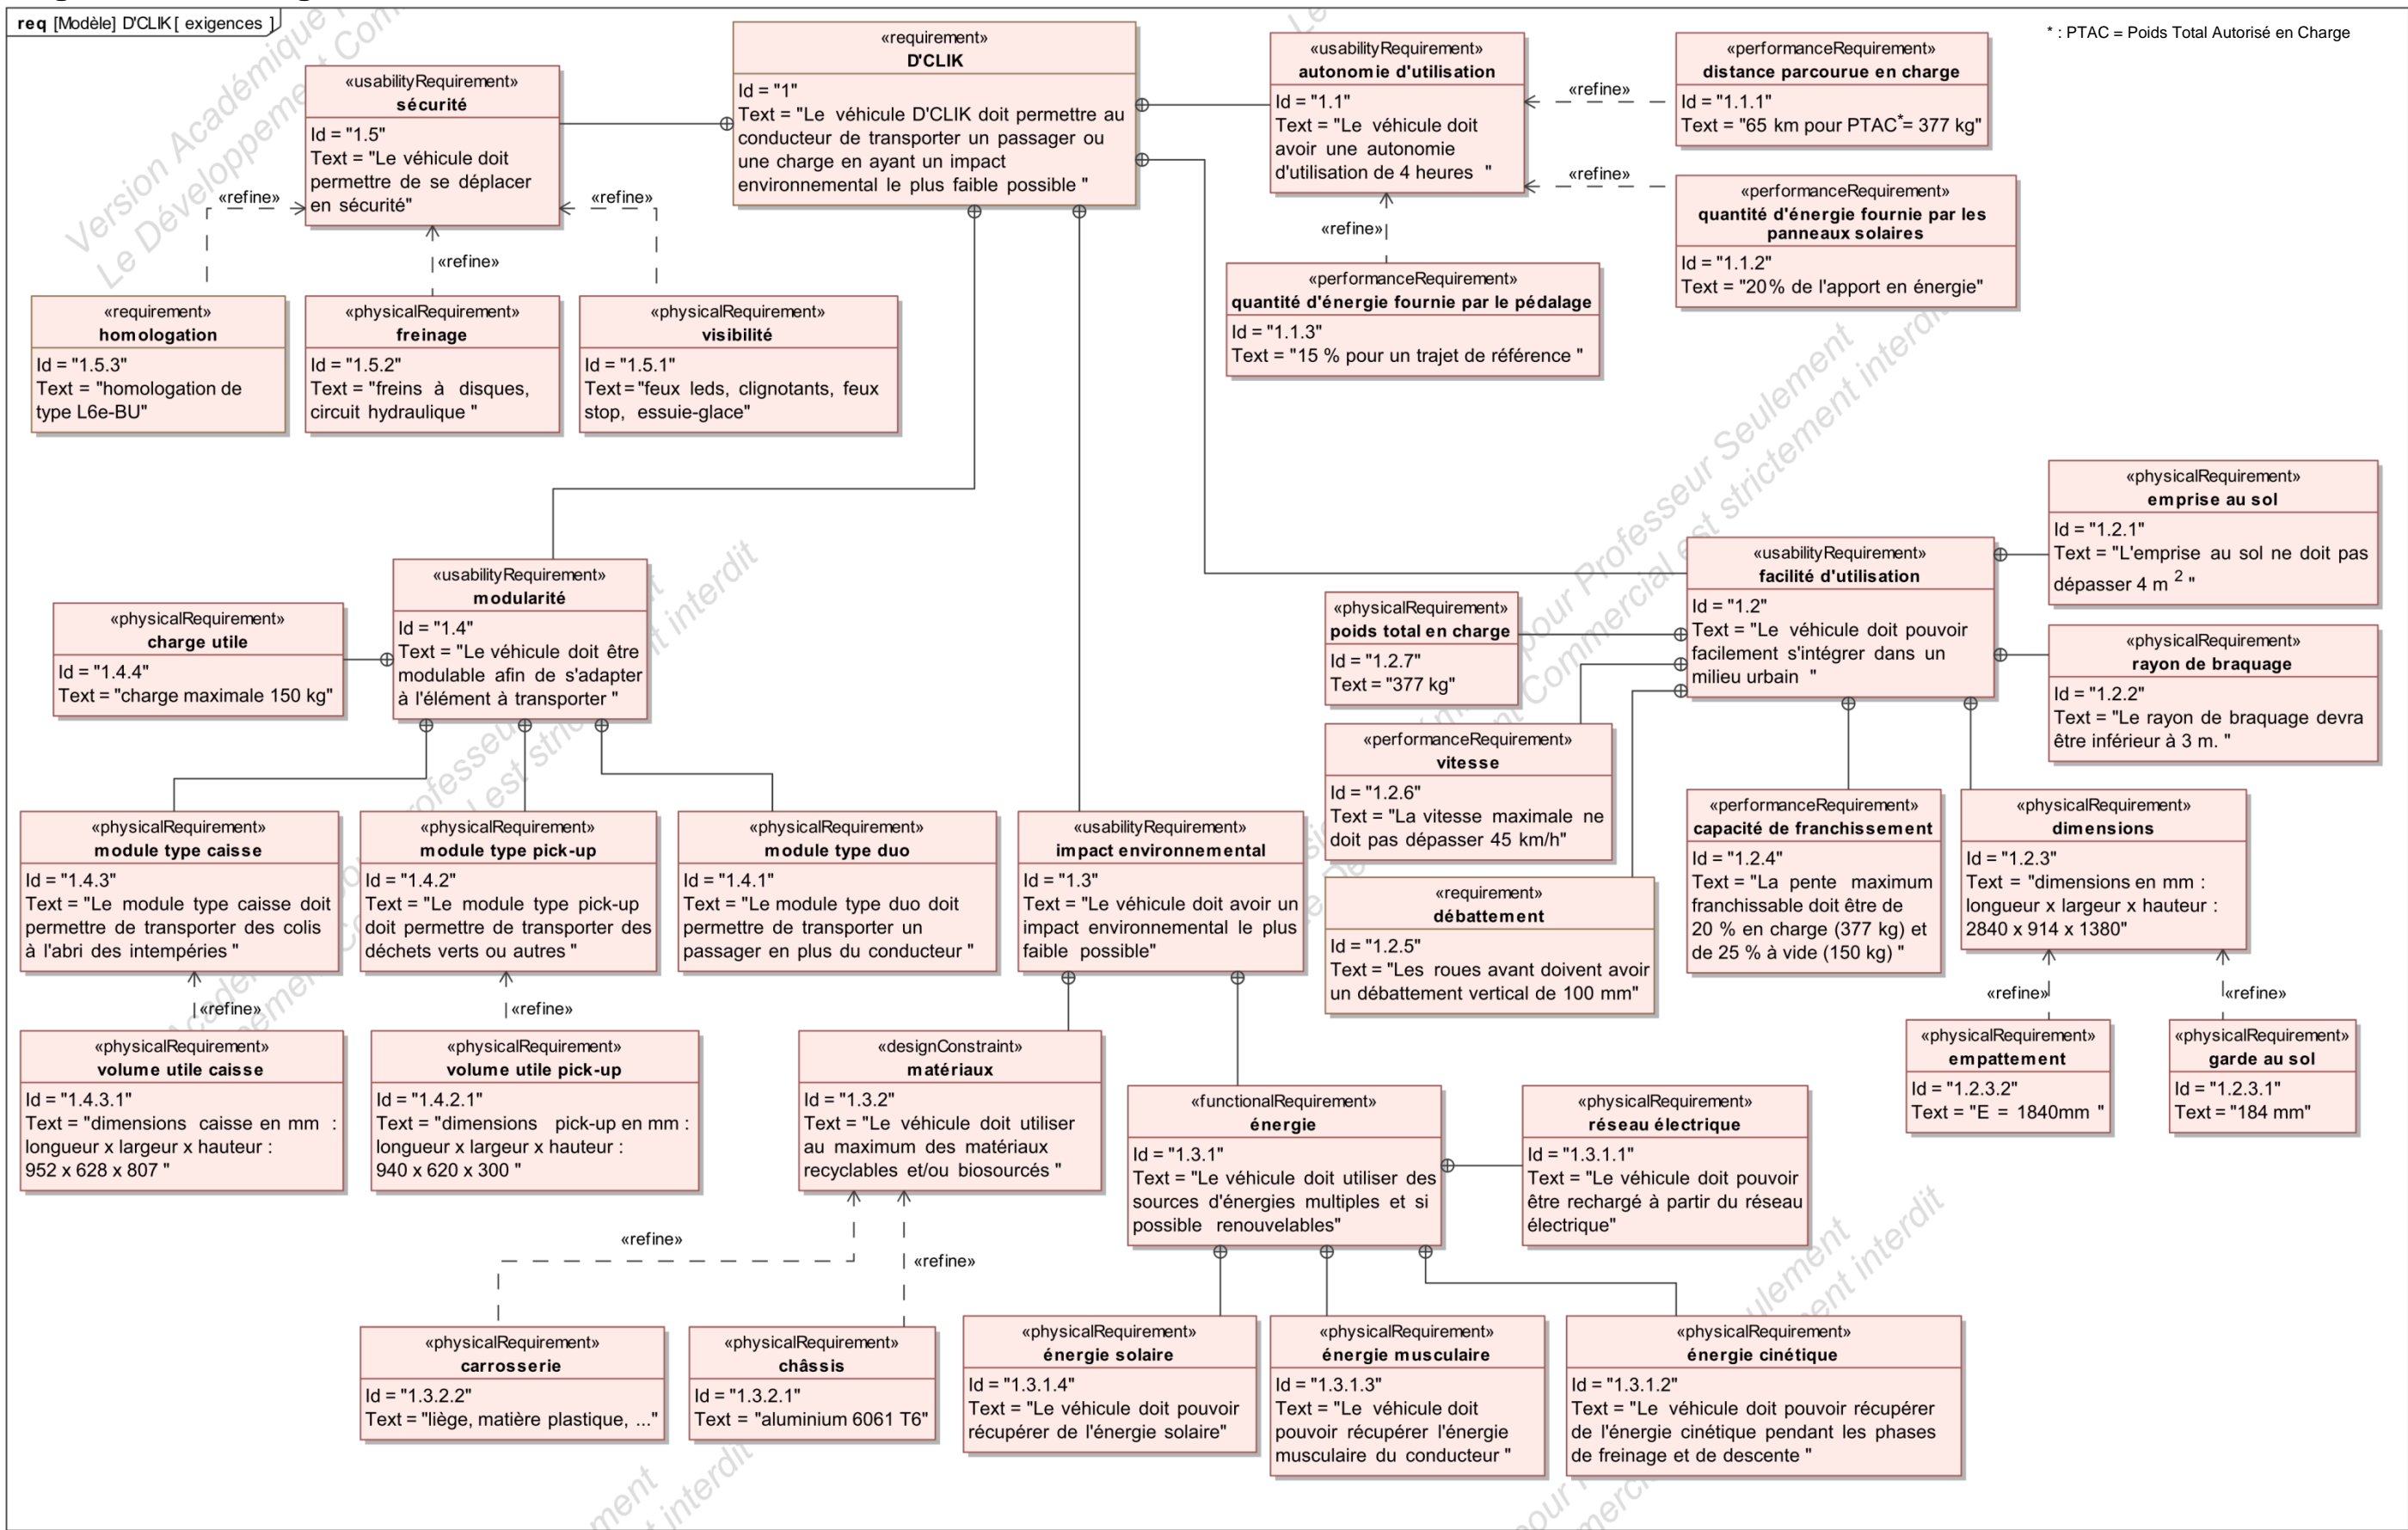 req [Modèle] D'CLIK [ exigences ]
* : PTAC = Poids Total Autorisé en Charge
«requirement»
D'CLIK
Id = "1"
Text = "Le véhicule D'CLIK doit permettre au
conducteur de transporter un passager ou
une charge en ayant un impact
environnemental le plus faible possible "
«usabilityRequirement»
sécurité
Id = "1.5"
Text = "Le véhicule doit
permettre de se déplacer
en sécurité"
«refine»
«refine»
«refine»
«requirement»
homologation
Id = "1.5.3"
Text = "homologation de
type L6e-BU"
«physicalRequirement»
freinage
Id = "1.5.2"
Text = "freins à disques,
circuit hydraulique "
«physicalRequirement»
visibilité
Id = "1.5.1"
Text = "feux leds, clignotants, feux
stop, essuie-glace"
«usabilityRequirement»
autonomie d'utilisation
Id = "1.1"
Text = "Le véhicule doit
avoir une autonomie
d'utilisation de 4 heures "
«refine»
«refine»
«refine»
«performanceRequirement»
distance parcourue en charge
Id = "1.1.1"
Text = "65 km pour PTAC*= 377 kg"
«performanceRequirement»
quantité d'énergie fournie par les
panneaux solaires
Id = "1.1.2"
Text = "20% de l'apport en énergie"
«performanceRequirement»
quantité d'énergie fournie par le pédalage
Id = "1.1.3"
Text = "15 % pour un trajet de référence "
«usabilityRequirement»
modularité
Id = "1.4"
Text = "Le véhicule doit être
modulable afin de s'adapter
à l'élément à transporter "
«physicalRequirement»
charge utile
Id = "1.4.4"
Text = "charge maximale 150 kg"
«physicalRequirement»
module type caisse
Id = "1.4.3"
Text = "Le module type caisse doit
permettre de transporter des colis
à l'abri des intempéries "
«physicalRequirement»
module type pick-up
Id = "1.4.2"
Text = "Le module type pick-up
doit permettre de transporter des
déchets verts ou autres "
«physicalRequirement»
module type duo
Id = "1.4.1"
Text = "Le module type duo doit
permettre de transporter un
passager en plus du conducteur "
«refine»
«refine»
«physicalRequirement»
volume utile caisse
Id = "1.4.3.1"
Text = "dimensions caisse en mm :
longueur x largeur x hauteur :
952 x 628 x 807 "
«physicalRequirement»
volume utile pick-up
Id = "1.4.2.1"
Text = "dimensions pick-up en mm :
longueur x largeur x hauteur :
940 x 620 x 300 "
«usabilityRequirement»
facilité d'utilisation
Id = "1.2"
Text = "Le véhicule doit pouvoir
facilement s'intégrer dans un
milieu urbain "
«physicalRequirement»
emprise au sol
Id = "1.2.1"
Text = "L'emprise au sol ne doit pas
dépasser 4 m 2 "
«physicalRequirement»
rayon de braquage
Id = "1.2.2"
Text = "Le rayon de braquage devra
être inférieur à 3 m. "
«physicalRequirement»
poids total en charge
Id = "1.2.7"
Text = "377 kg"
«performanceRequirement»
vitesse
Id = "1.2.6"
Text = "La vitesse maximale ne
doit pas dépasser 45 km/h"
«requirement»
débattement
Id = "1.2.5"
Text = "Les roues avant doivent avoir
un débattement vertical de 100 mm"
«performanceRequirement»
capacité de franchissement
Id = "1.2.4"
Text = "La pente maximum
franchissable doit être de
20 % en charge (377 kg) et
de 25 % à vide (150 kg) "
«physicalRequirement»
dimensions
Id = "1.2.3"
Text = "dimensions en mm :
longueur x largeur x hauteur :
2840 x 914 x 1380"
«refine»
«refine»
«physicalRequirement»
empattement
Id = "1.2.3.2"
Text = "E = 1840mm "
«physicalRequirement»
garde au sol
Id = "1.2.3.1"
Text = "184 mm"
«usabilityRequirement»
impact environnemental
Id = "1.3"
Text = "Le véhicule doit avoir un
impact environnemental le plus
faible possible"
«designConstraint»
matériaux
Id = "1.3.2"
Text = "Le véhicule doit utiliser
au maximum des matériaux
recyclables et/ou biosourcés "
«functionalRequirement»
énergie
Id = "1.3.1"
Text = "Le véhicule doit utiliser des
sources d'énergies multiples et si
possible renouvelables"
«physicalRequirement»
réseau électrique
Id = "1.3.1.1"
Text = "Le véhicule doit pouvoir
être rechargé à partir du réseau
électrique"
«refine»
«refine»
«physicalRequirement»
carrosserie
Id = "1.3.2.2"
Text = "liège, matière plastique, ..."
«physicalRequirement»
châssis
Id = "1.3.2.1"
Text = "aluminium 6061 T6"
«physicalRequirement»
énergie solaire
Id = "1.3.1.4"
Text = "Le véhicule doit pouvoir
récupérer de l'énergie solaire"
«physicalRequirement»
énergie musculaire
Id = "1.3.1.3"
Text = "Le véhicule doit
pouvoir récupérer l'énergie
musculaire du conducteur "
«physicalRequirement»
énergie cinétique
Id = "1.3.1.2"
Text = "Le véhicule doit pouvoir récupérer
de l'énergie cinétique pendant les phases
de freinage et de descente "